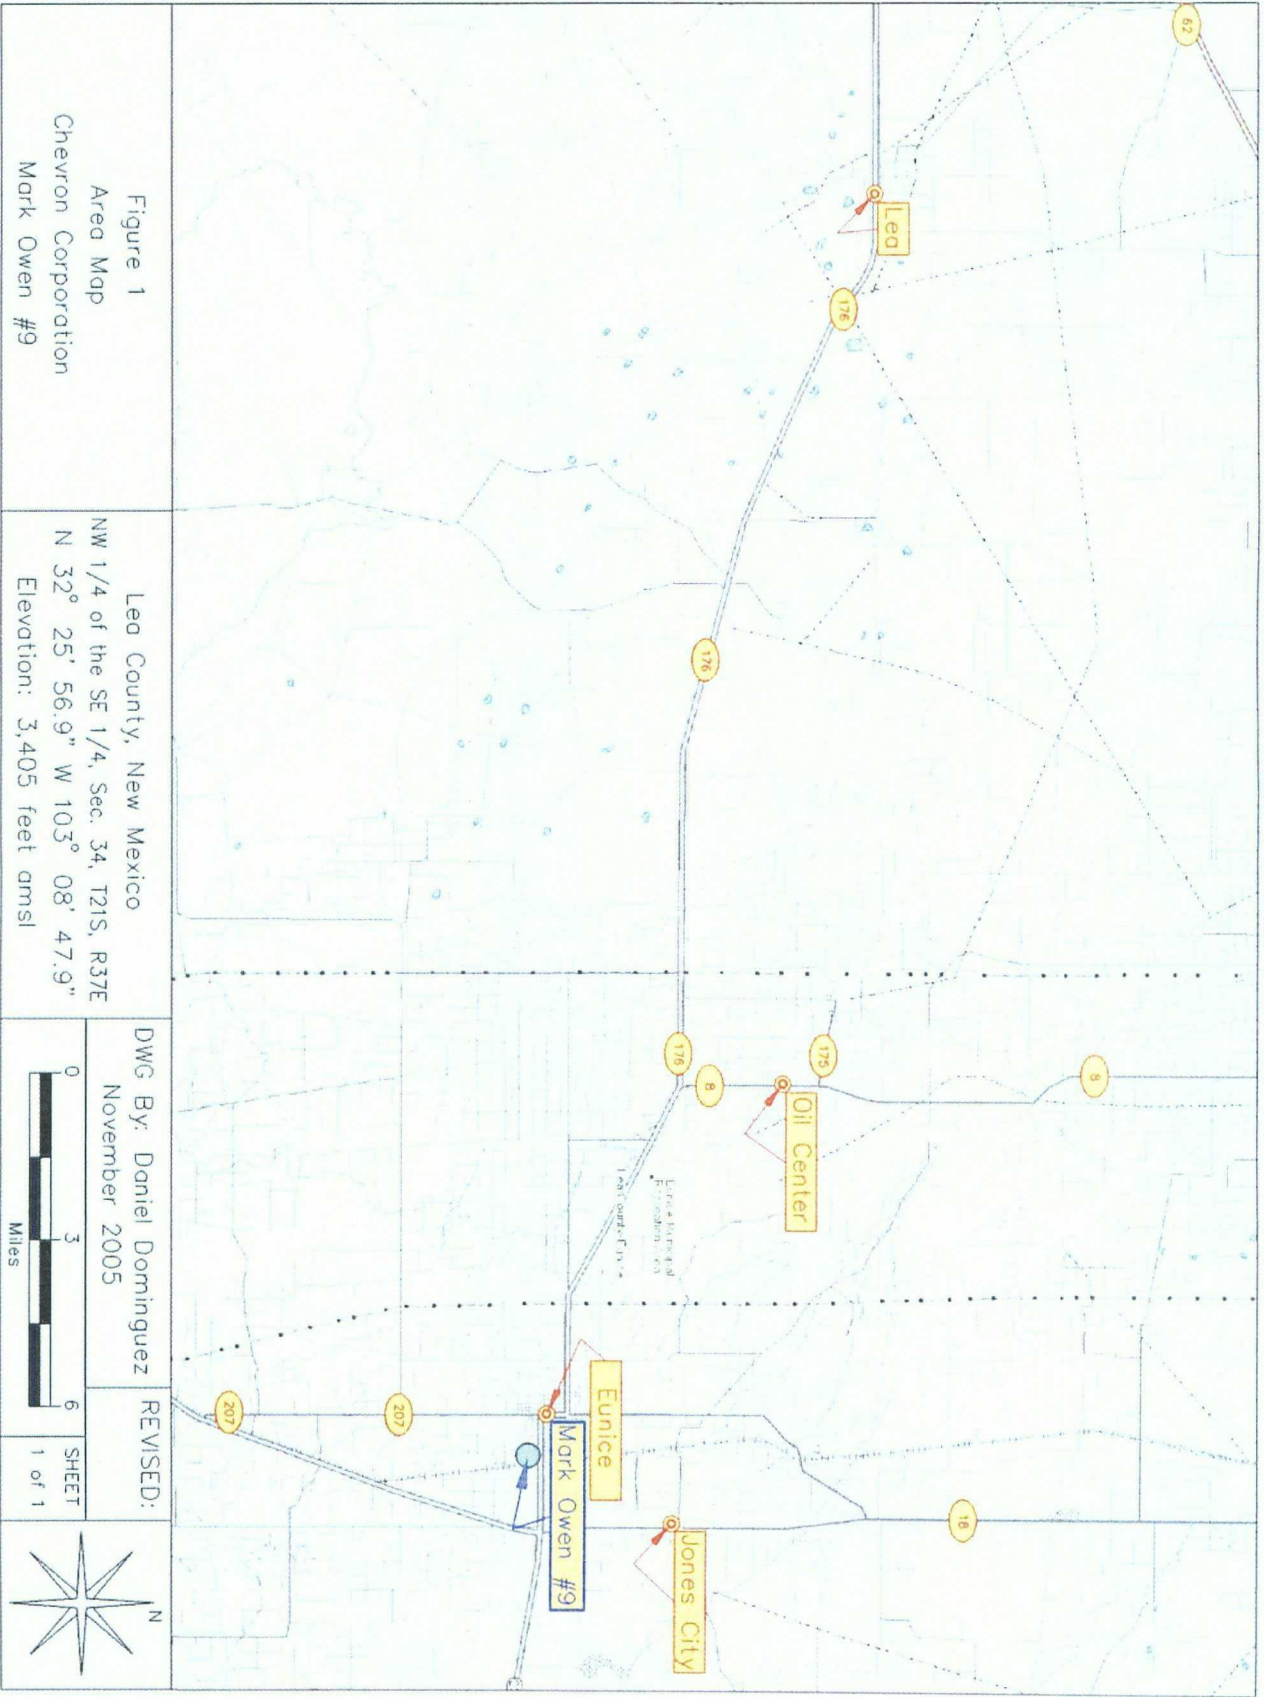 62
Lea
176
176
176
175
8
8
Oil Center
Eunice
Mark Owen #9
Jones City
18
207
207
Figure 1
Area Map
Chevron Corporation
Mark Owen #9
Lea County, New Mexico
NW 1/4 of the SE 1/4, Sec. 34, T21S, R37E
N 32° 25' 56.9" W 103° 08' 47.9"
Elevation: 3,405 feet amsl
DWG By: Daniel Dominguez
November 2005
REVISED:
0 3 6
Miles
SHEET
1 of 1
N